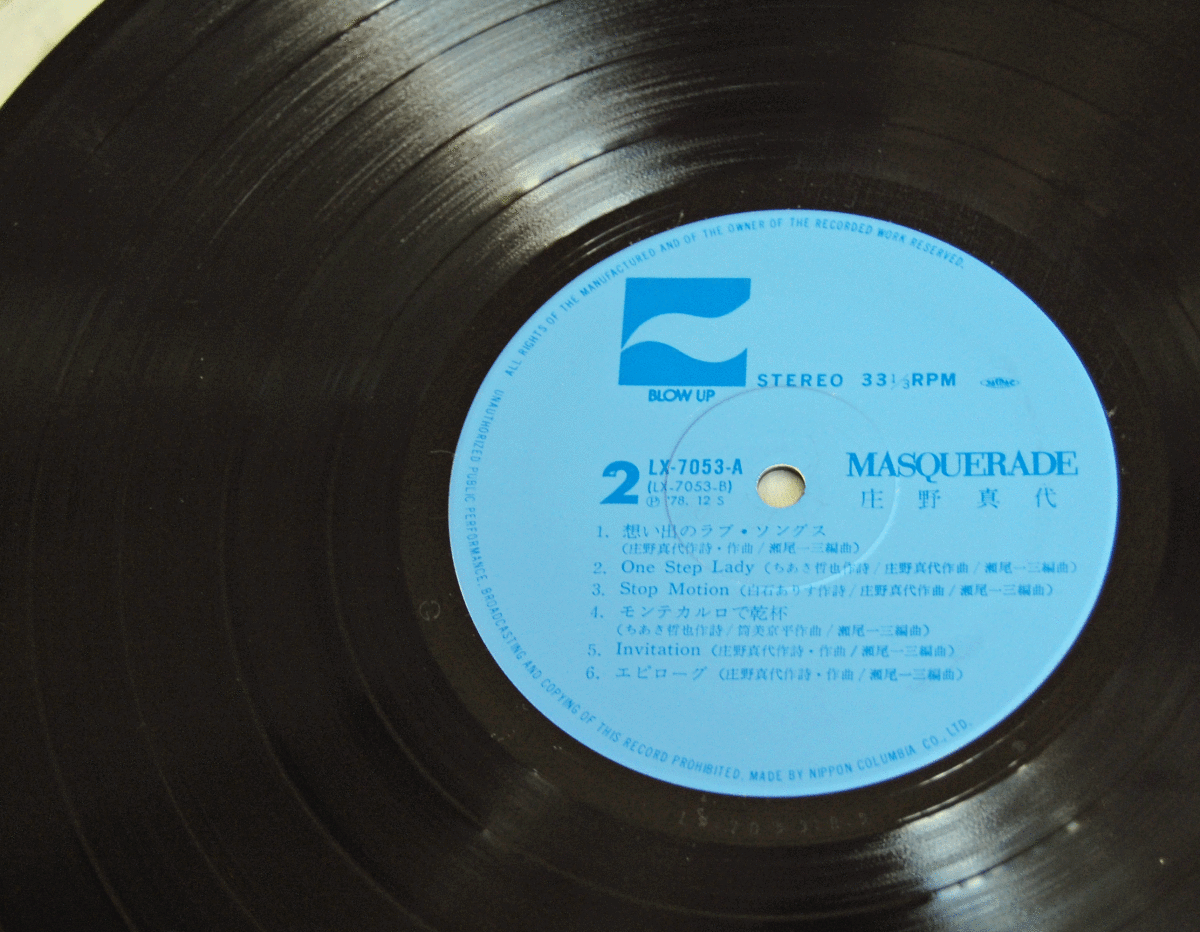 ALL RIGHTS OF THE MANUFACTURED AND OF THE OWNER OF THE RECORDED WORK RESERVED.
UNAUTHORIZED PUBLIC PERFORMANCE, BROADCASTING AND COPYING OF THIS RECORD PROHIBITED, MADE BY NIPPON COLUMBIA CO., LTD.
BLOW UP
STEREO 33 1/3 RPM
2
LX-7053-A
(LX-7053-B)
Ⓟ '78. 12 S
MASQUERADE
庄野真代
1. 想い出のラブ・ソングス
(庄野真代作詩・作曲/瀬尾一三編曲)
2. One Step Lady (ちあき哲也作詩/庄野真代作曲/瀬尾一三編曲)
3. Stop Motion (白石ありす作詩/庄野真代作曲/瀬尾一三編曲)
4. モンテカルロで乾杯
(ちあき哲也作詩/筒美京平作曲/瀬尾一三編曲)
5. Invitation (庄野真代作詩・作曲/瀬尾一三編曲)
6. エピローグ (庄野真代作詩・作曲/瀬尾一三編曲)